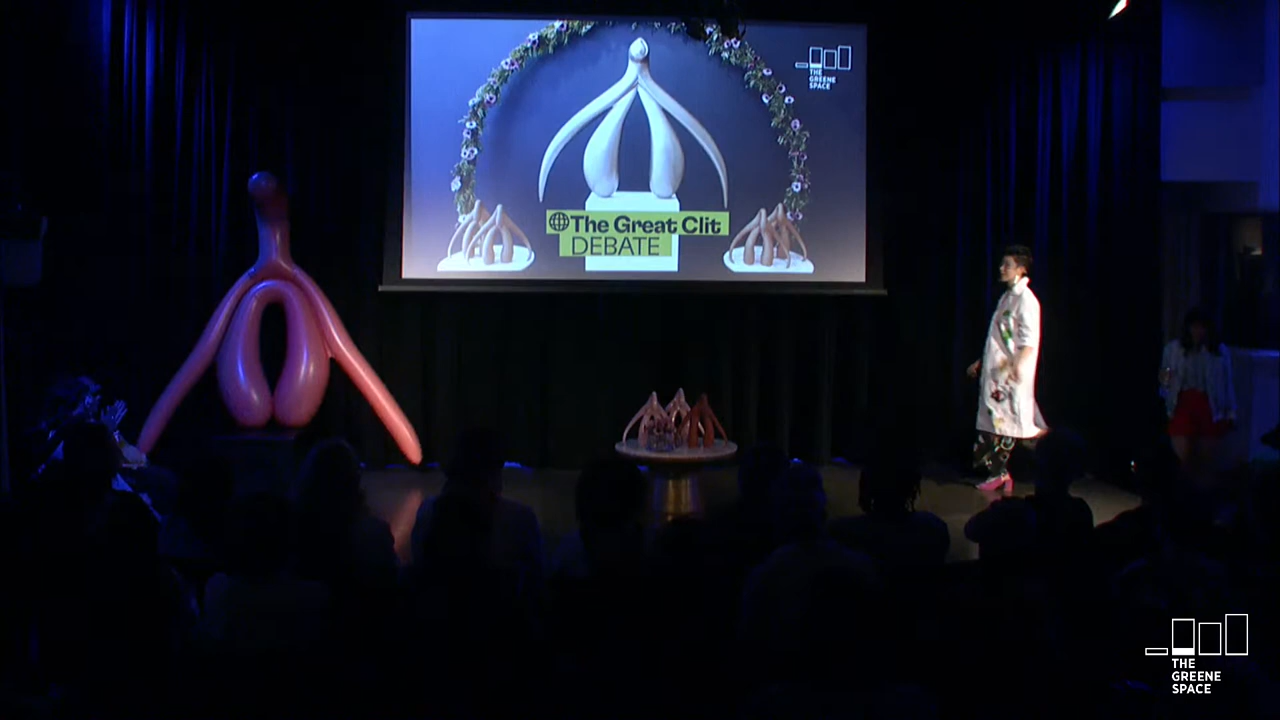 THE
GREENE
SPACE
The Great Clit
DEBATE
THE
GREENE
SPACE